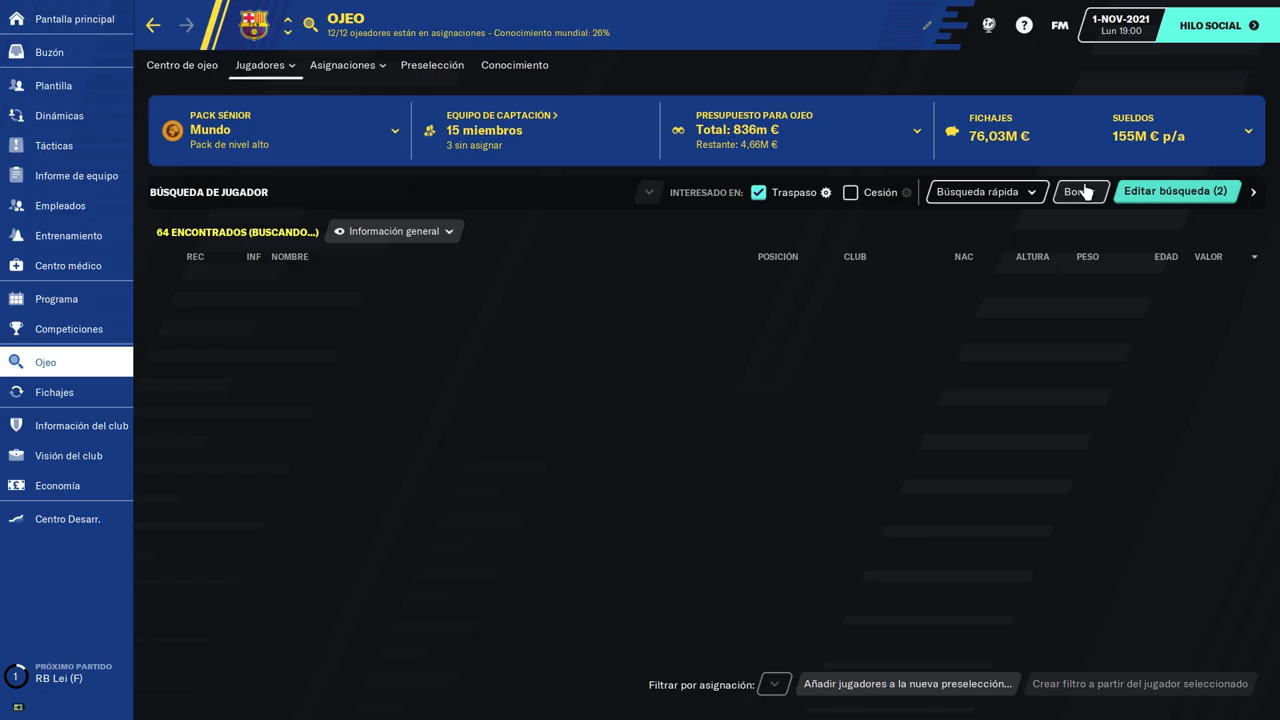 Pantalla principal
Buzón
Plantilla
Dinámicas
Tácticas
Informe de equipo
Empleados
Entrenamiento
Centro médico
Programa
Competiciones
Ojeo
Fichajes
Información del club
Visión del club
Economía
Centro Desarr.
PRÓXIMO PARTIDO
1 RB Lei (F)
OJEO
12/12 ojeadores están en asignaciones - Conocimiento mundial: 26%
? FM
1-NOV-2021
Lun 19:00
HILO SOCIAL
Centro de ojeo Jugadores Asignaciones Preselección Conocimiento
PACK SÉNIOR
Mundo
Pack de nivel alto
EQUIPO DE CAPTACIÓN >
15 miembros
3 sin asignar
PRESUPUESTO PARA OJEO
Total: 836m €
Restante: 4,66M €
FICHAJES
76,03M €
SUELDOS
155M € p/a
BÚSQUEDA DE JUGADOR INTERESADO EN: Traspaso Cesión Búsqueda rápida Editar búsqueda (2)
64 ENCONTRADOS (BUSCANDO...) Información general
REC INF NOMBRE POSICIÓN CLUB NAC ALTURA PESO EDAD VALOR
Filtrar por asignación: Añadir jugadores a la nueva preselección... Crear filtro a partir del jugador seleccionado